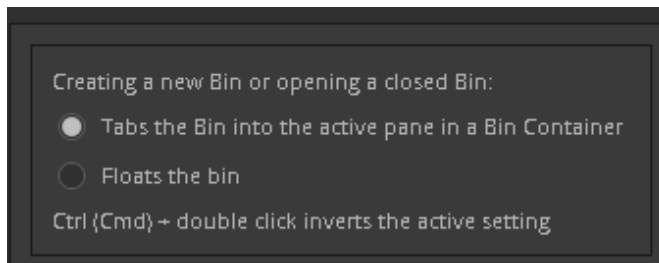 Creating a new Bin or opening a closed Bin:
Tabs the Bin into the active pane in a Bin Container
Floats the bin
Ctrl (Cmd) + double click inverts the active setting